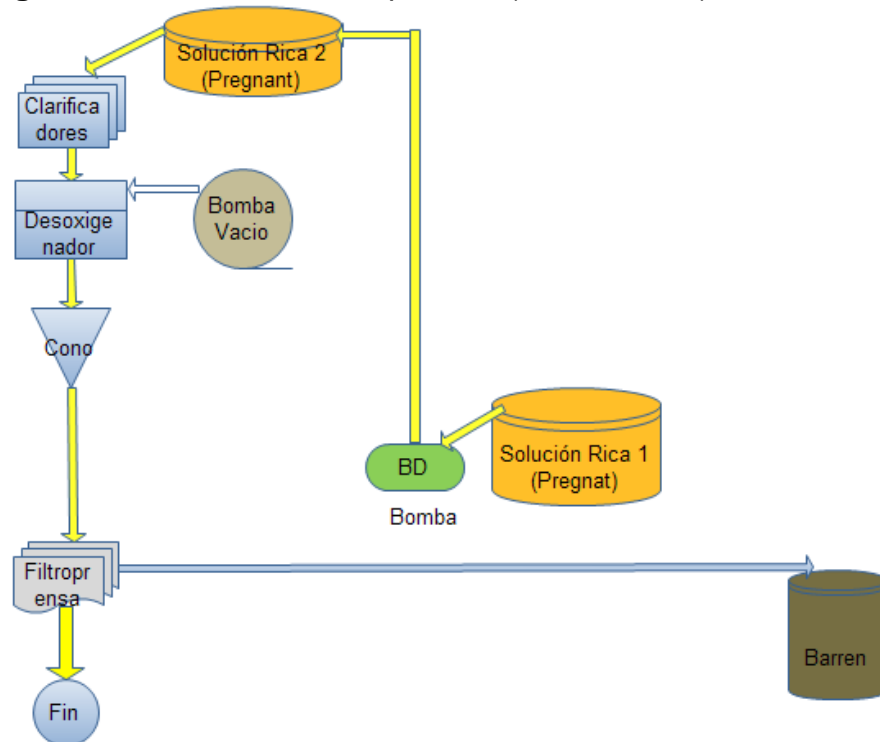 Solución Rica 2
(Pregnant)
Clarifica
dores
Desoxige
nador
Bomba
Vacio
Cono
BD
Bomba
Solución Rica 1
(Pregnat)
Filtropr
ensa
Barren
Fin